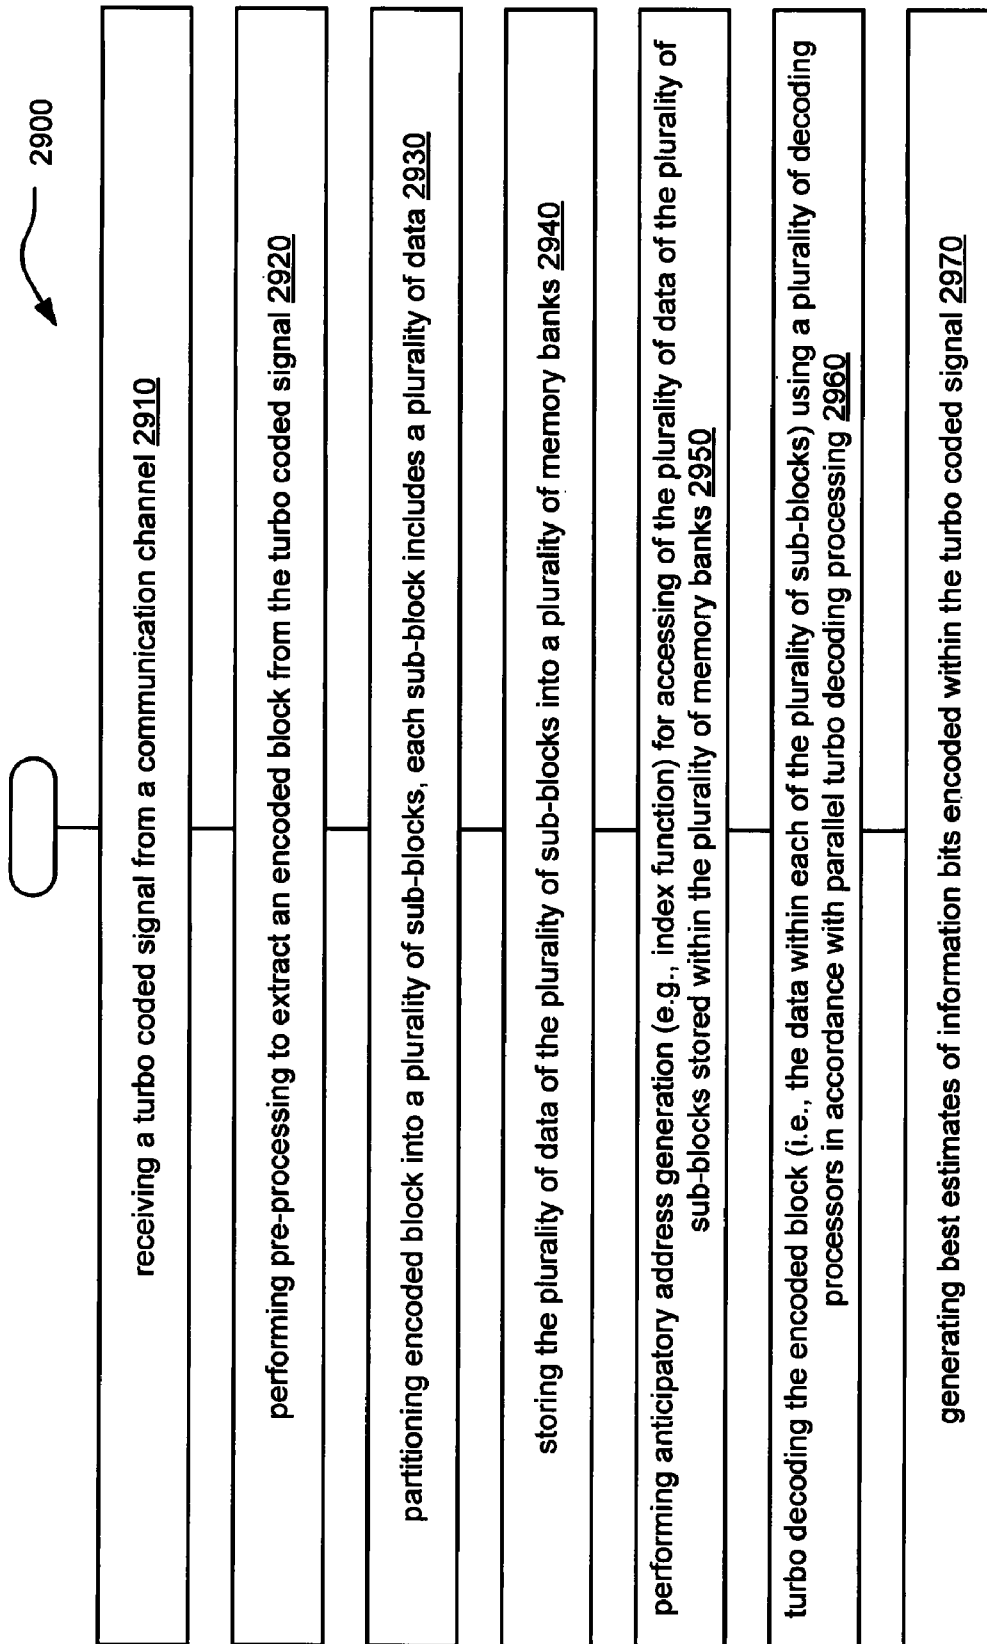 2900
receiving a turbo coded signal from a communication channel 2910
performing pre-processing to extract an encoded block from the turbo coded signal 2920
partitioning encoded block into a plurality of sub-blocks, each sub-block includes a plurality of data 2930
storing the plurality of data of the plurality of sub-blocks into a plurality of memory banks 2940
performing anticipatory address generation (e.g., index function) for accessing of the plurality of data of the plurality of
sub-blocks stored within the plurality of memory banks 2950
turbo decoding the encoded block (i.e., the data within each of the plurality of sub-blocks) using a plurality of decoding
processors in accordance with parallel turbo decoding processing 2960
generating best estimates of information bits encoded within the turbo coded signal 2970